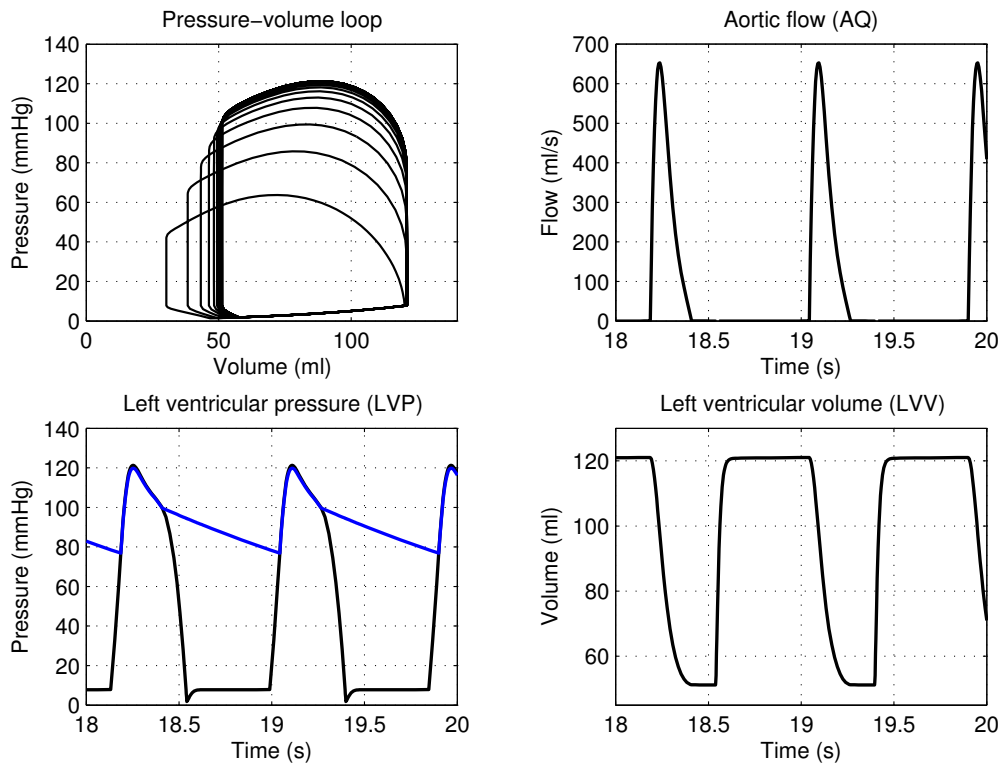 Pressure−volume loop
140
120
100
80
60
40
20
0
0 50 100
Pressure (mmHg)
Volume (ml)
Aortic flow (AQ)
700
600
500
400
300
200
100
0
18 18.5 19 19.5 20
Flow (ml/s)
Time (s)
Left ventricular pressure (LVP)
140
120
100
80
60
40
20
0
18 18.5 19 19.5 20
Pressure (mmHg)
Time (s)
Left ventricular volume (LVV)
120
100
80
60
18 18.5 19 19.5 20
Volume (ml)
Time (s)